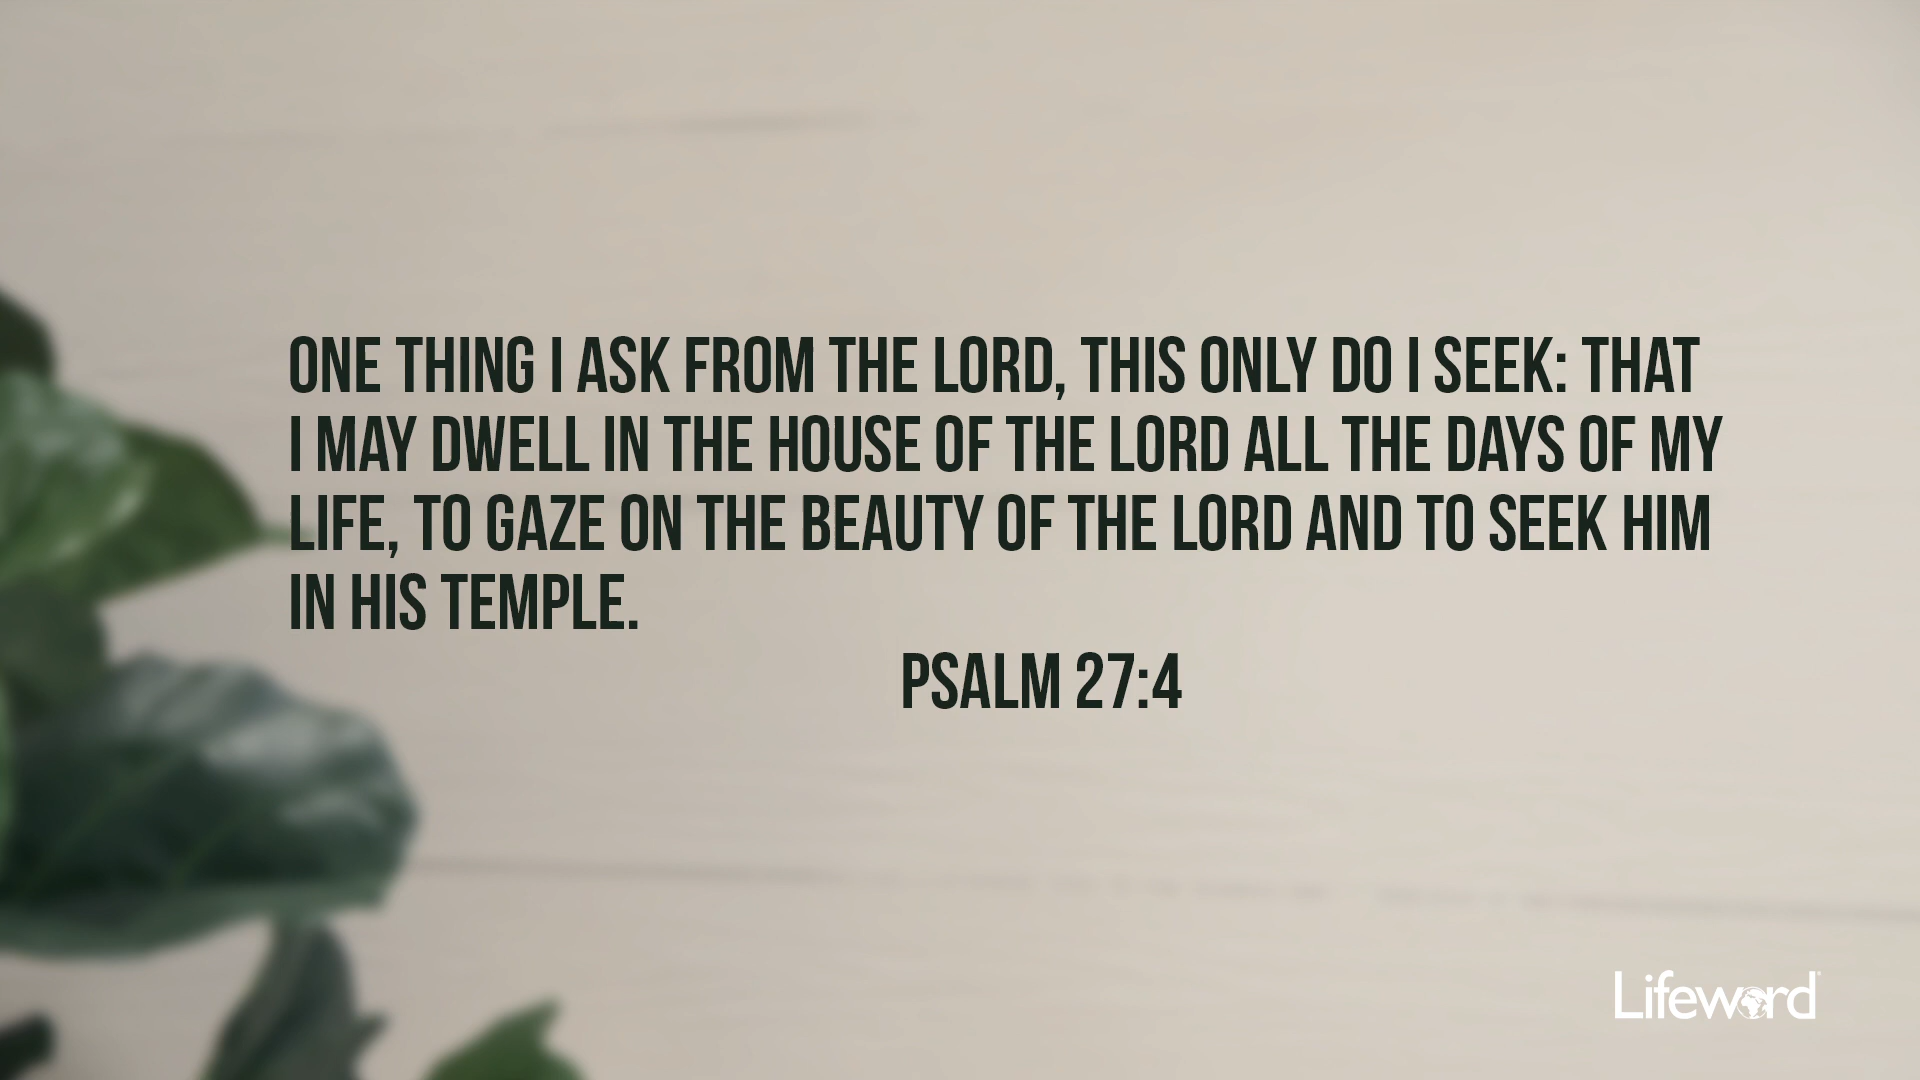 ONE THING I ASK FROM THE LORD, THIS ONLY DO I SEEK: THAT
I MAY DWELL IN THE HOUSE OF THE LORD ALL THE DAYS OF MY
LIFE, TO GAZE ON THE BEAUTY OF THE LORD AND TO SEEK HIM
IN HIS TEMPLE.
PSALM 27:4
Lifeword